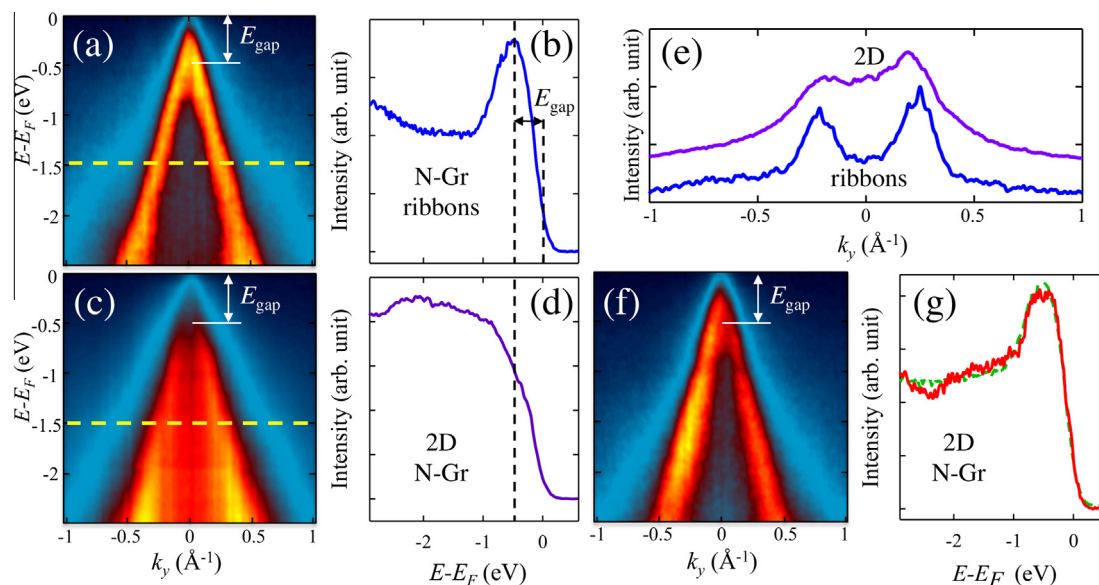 (a)
E_gap
0
-0.5
-1
-1.5
-2
E-E_F (eV)
(b)
E_gap
N-Gr
ribbons
Intensity (arb. unit)
(e)
2D
ribbons
Intensity (arb. unit)
-1 -0.5 0 0.5 1
k_y (Å⁻¹)
(c)
E_gap
0
-0.5
-1
-1.5
-2
E-E_F (eV)
-1 -0.5 0 0.5 1
k_y (Å⁻¹)
(d)
2D
N-Gr
Intensity (arb. unit)
-2 -1 0
E-E_F (eV)
(f)
E_gap
-1 -0.5 0 0.5 1
k_y (Å⁻¹)
(g)
2D
N-Gr
Intensity (arb. unit)
-2 -1 0
E-E_F (eV)